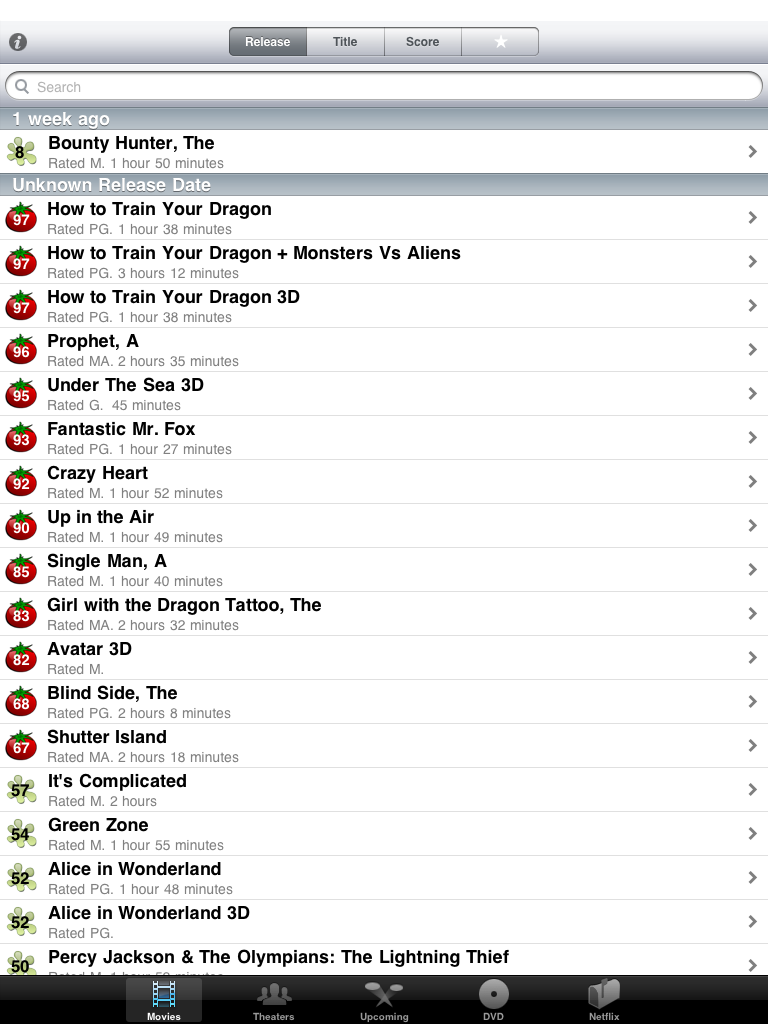 Release Title Score
Search
1 week ago
8 Bounty Hunter, The
Rated M. 1 hour 50 minutes
Unknown Release Date
97 How to Train Your Dragon
Rated PG. 1 hour 38 minutes
97 How to Train Your Dragon + Monsters Vs Aliens
Rated PG. 3 hours 12 minutes
97 How to Train Your Dragon 3D
Rated PG. 1 hour 38 minutes
96 Prophet, A
Rated MA. 2 hours 35 minutes
95 Under The Sea 3D
Rated G.  45 minutes
93 Fantastic Mr. Fox
Rated PG. 1 hour 27 minutes
92 Crazy Heart
Rated M. 1 hour 52 minutes
90 Up in the Air
Rated M. 1 hour 49 minutes
85 Single Man, A
Rated M. 1 hour 40 minutes
83 Girl with the Dragon Tattoo, The
Rated MA. 2 hours 32 minutes
82 Avatar 3D
Rated M.
68 Blind Side, The
Rated PG. 2 hours 8 minutes
67 Shutter Island
Rated MA. 2 hours 18 minutes
57 It's Complicated
Rated M. 2 hours
54 Green Zone
Rated M. 1 hour 55 minutes
52 Alice in Wonderland
Rated PG. 1 hour 48 minutes
52 Alice in Wonderland 3D
Rated PG.
50 Percy Jackson & The Olympians: The Lightning Thief
Movies Theaters Upcoming DVD Netflix